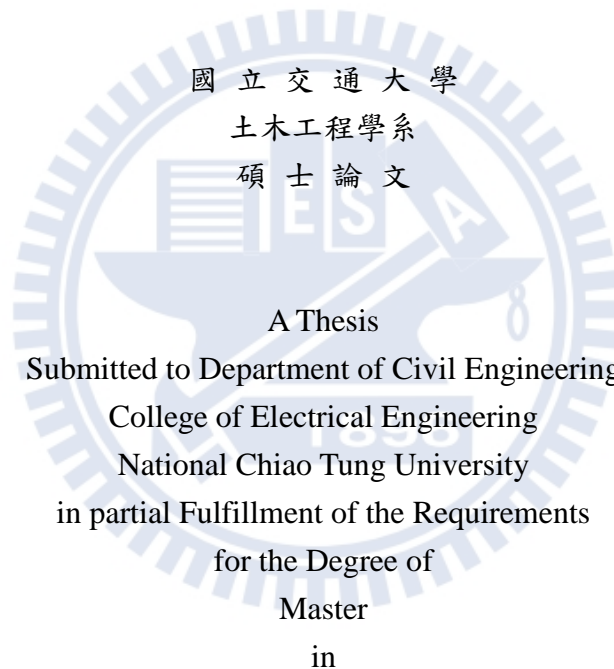 國 立 交 通 大 學
土木工程學系
碩 士 論 文
E S A
A Thesis
Submitted to Department of Civil Engineering
College of Electrical Engineering
1896
National Chiao Tung University
in partial Fulfillment of the Requirements
for the Degree of
Master
in